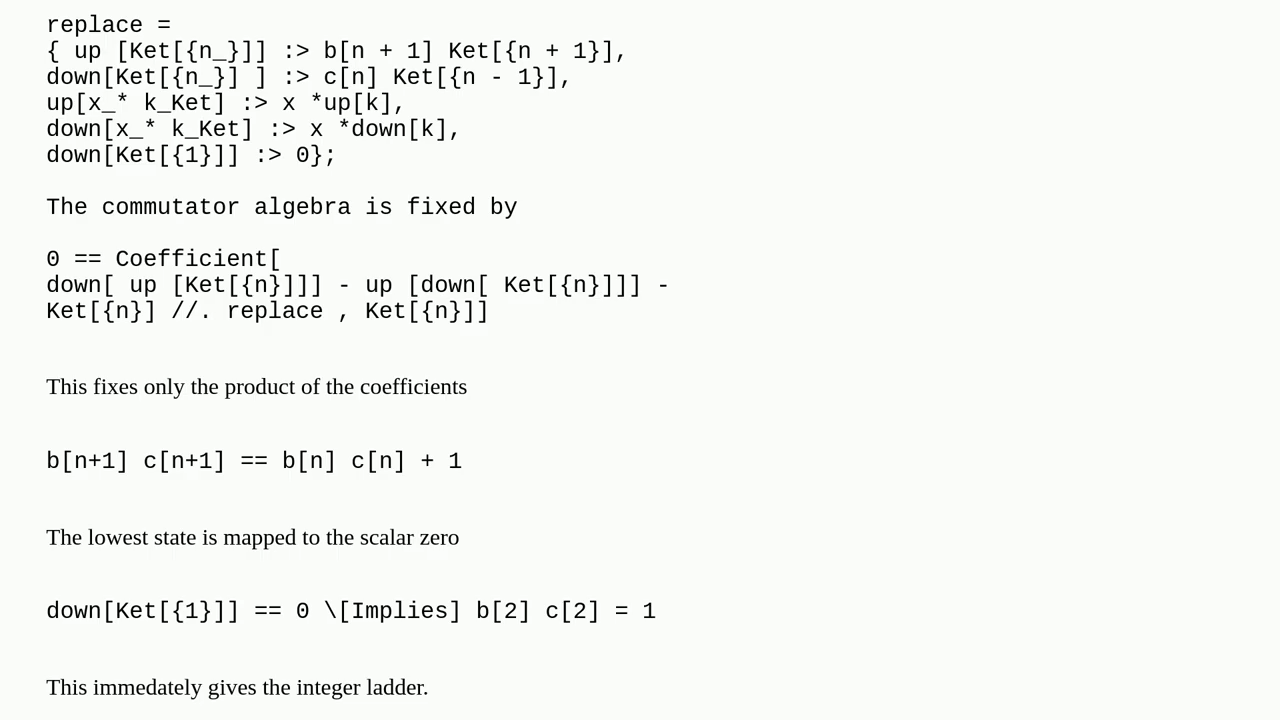 replace =
{ up [Ket[{n_}]] :> b[n + 1] Ket[{n + 1}],
down[Ket[{n_}] ] :> c[n] Ket[{n - 1}],
up[x_* k_Ket] :> x *up[k],
down[x_* k_Ket] :> x *down[k],
down[Ket[{1}]] :> 0};
The commutator algebra is fixed by
0 == Coefficient[
down[ up [Ket[{n}]]] - up [down[ Ket[{n}]]] -
Ket[{n}] //. replace , Ket[{n}]]
This fixes only the product of the coefficients
b[n+1] c[n+1] == b[n] c[n] + 1
The lowest state is mapped to the scalar zero
down[Ket[{1}]] == 0 \[Implies] b[2] c[2] = 1
This immedately gives the integer ladder.